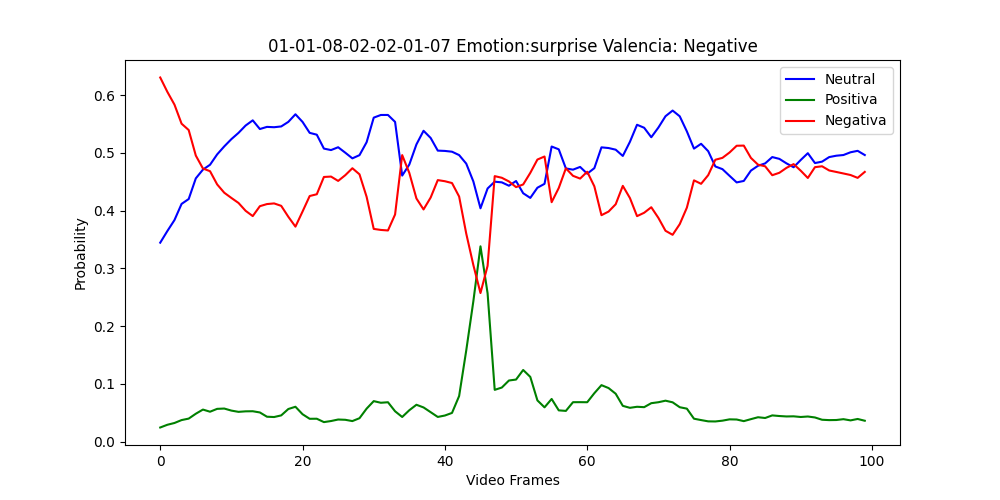 01-01-08-02-02-01-07 Emotion:surprise Valencia: Negative
Neutral
Positiva
Negativa
0.6
0.5
0.4
0.3
0.2
0.1
0.0
Probability
0 20 40 60 80 100
Video Frames